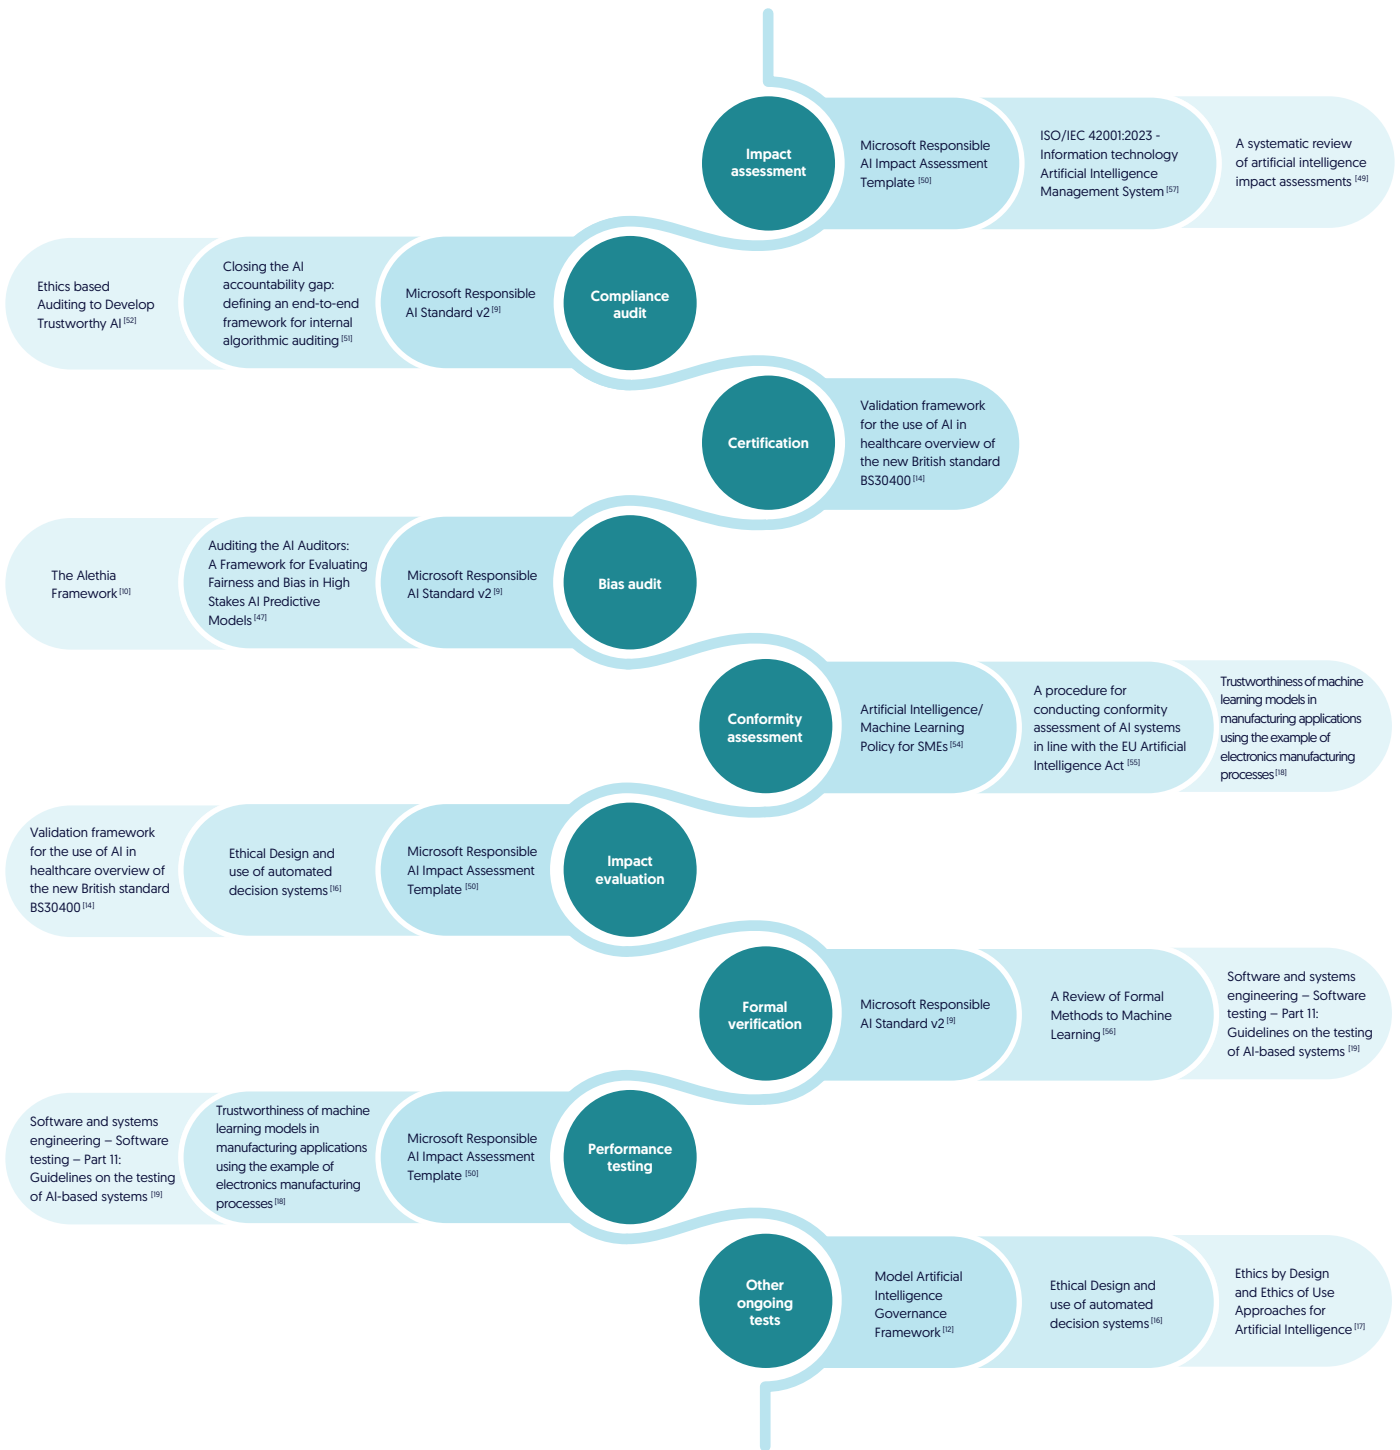 Impact
assessment
Microsoft Responsible
AI Impact Assessment
Template [50]
ISO/IEC 42001:2023 -
Information technology
Artificial Intelligence
Management System [57]
A systematic review
of artificial intelligence
impact assessments [49]
Ethics based
Auditing to Develop
Trustworthy AI [52]
Closing the AI
accountability gap:
defining an end-to-end
framework for internal
algorithmic auditing [51]
Microsoft Responsible
AI Standard v2 [9]
Compliance
audit
Certification
Validation framework
for the use of AI in
healthcare overview of
the new British standard
BS30400 [14]
The Alethia
Framework [10]
Auditing the AI Auditors:
A Framework for Evaluating
Fairness and Bias in High
Stakes AI Predictive
Models [47]
Microsoft Responsible
AI Standard v2 [9]
Bias audit
Conformity
assessment
Artificial Intelligence/
Machine Learning
Policy for SMEs [54]
A procedure for
conducting conformity
assessment of AI systems
in line with the EU Artificial
Intelligence Act [55]
Trustworthiness of machine
learning models in
manufacturing applications
using the example of
electronics manufacturing
processes [18]
Validation framework
for the use of AI in
healthcare overview of
the new British standard
BS30400 [14]
Ethical Design and
use of automated
decision systems [16]
Microsoft Responsible
AI Impact Assessment
Template [50]
Impact
evaluation
Formal
verification
Microsoft Responsible
AI Standard v2 [9]
A Review of Formal
Methods to Machine
Learning [56]
Software and systems
engineering – Software
testing – Part 11:
Guidelines on the testing
of AI-based systems [19]
Software and systems
engineering – Software
testing – Part 11:
Guidelines on the testing
of AI-based systems [19]
Trustworthiness of machine
learning models in
manufacturing applications
using the example of
electronics manufacturing
processes [18]
Microsoft Responsible
AI Impact Assessment
Template [50]
Performance
testing
Other
ongoing
tests
Model Artificial
Intelligence
Governance
Framework [12]
Ethical Design and
use of automated
decision systems [16]
Ethics by Design
and Ethics of Use
Approaches for
Artificial Intelligence [17]